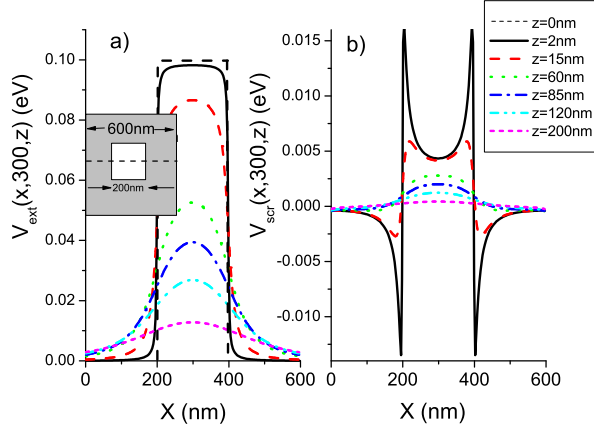 a)
V_ext(x,300,z) (eV)
0.10
0.08
0.06
0.04
0.02
0.00
600nm
200nm
0 200 400 600
X (nm)
b)
V_scr(x,300,z) (eV)
0.015
0.010
0.005
0.000
-0.005
-0.010
0 200 400 600
X (nm)
z=0nm
z=2nm
z=15nm
z=60nm
z=85nm
z=120nm
z=200nm